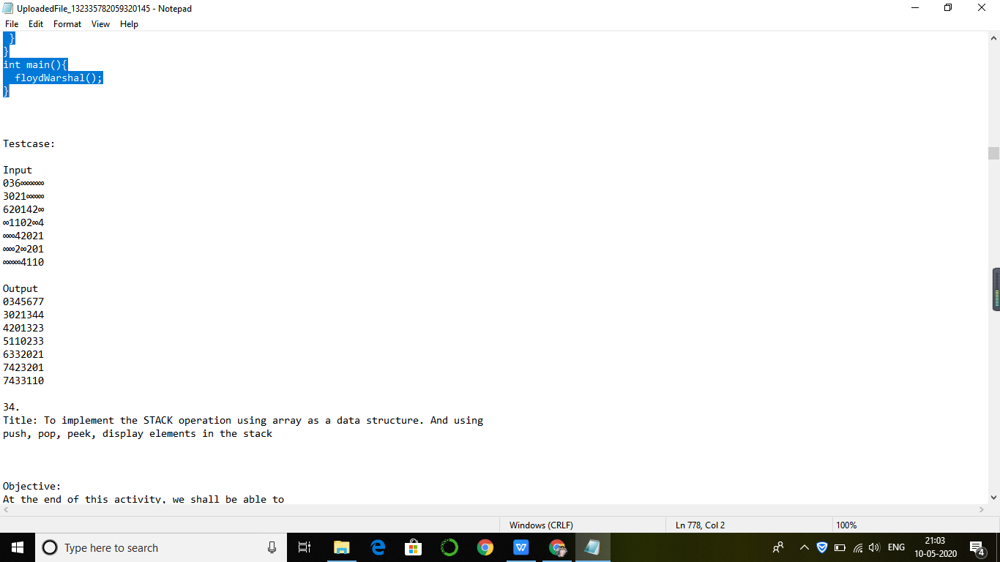 UploadedFile_132335782059320145 - Notepad
File Edit Format View Help
}
}
int main(){
floydWarshal();
}
Testcase:
Input
036∞∞∞∞
3021∞∞∞
620142∞
∞1102∞4
∞∞42021
∞∞2∞201
∞∞∞4110
Output
0345677
3021344
4201323
5110233
6332021
7423201
7433110
34.
Title: To implement the STACK operation using array as a data structure. And using
push, pop, peek, display elements in the stack
Objective:
At the end of this activity, we shall be able to
Windows (CRLF) Ln 778, Col 2 100%
Type here to search
ENG
21:03
10-05-2020
4